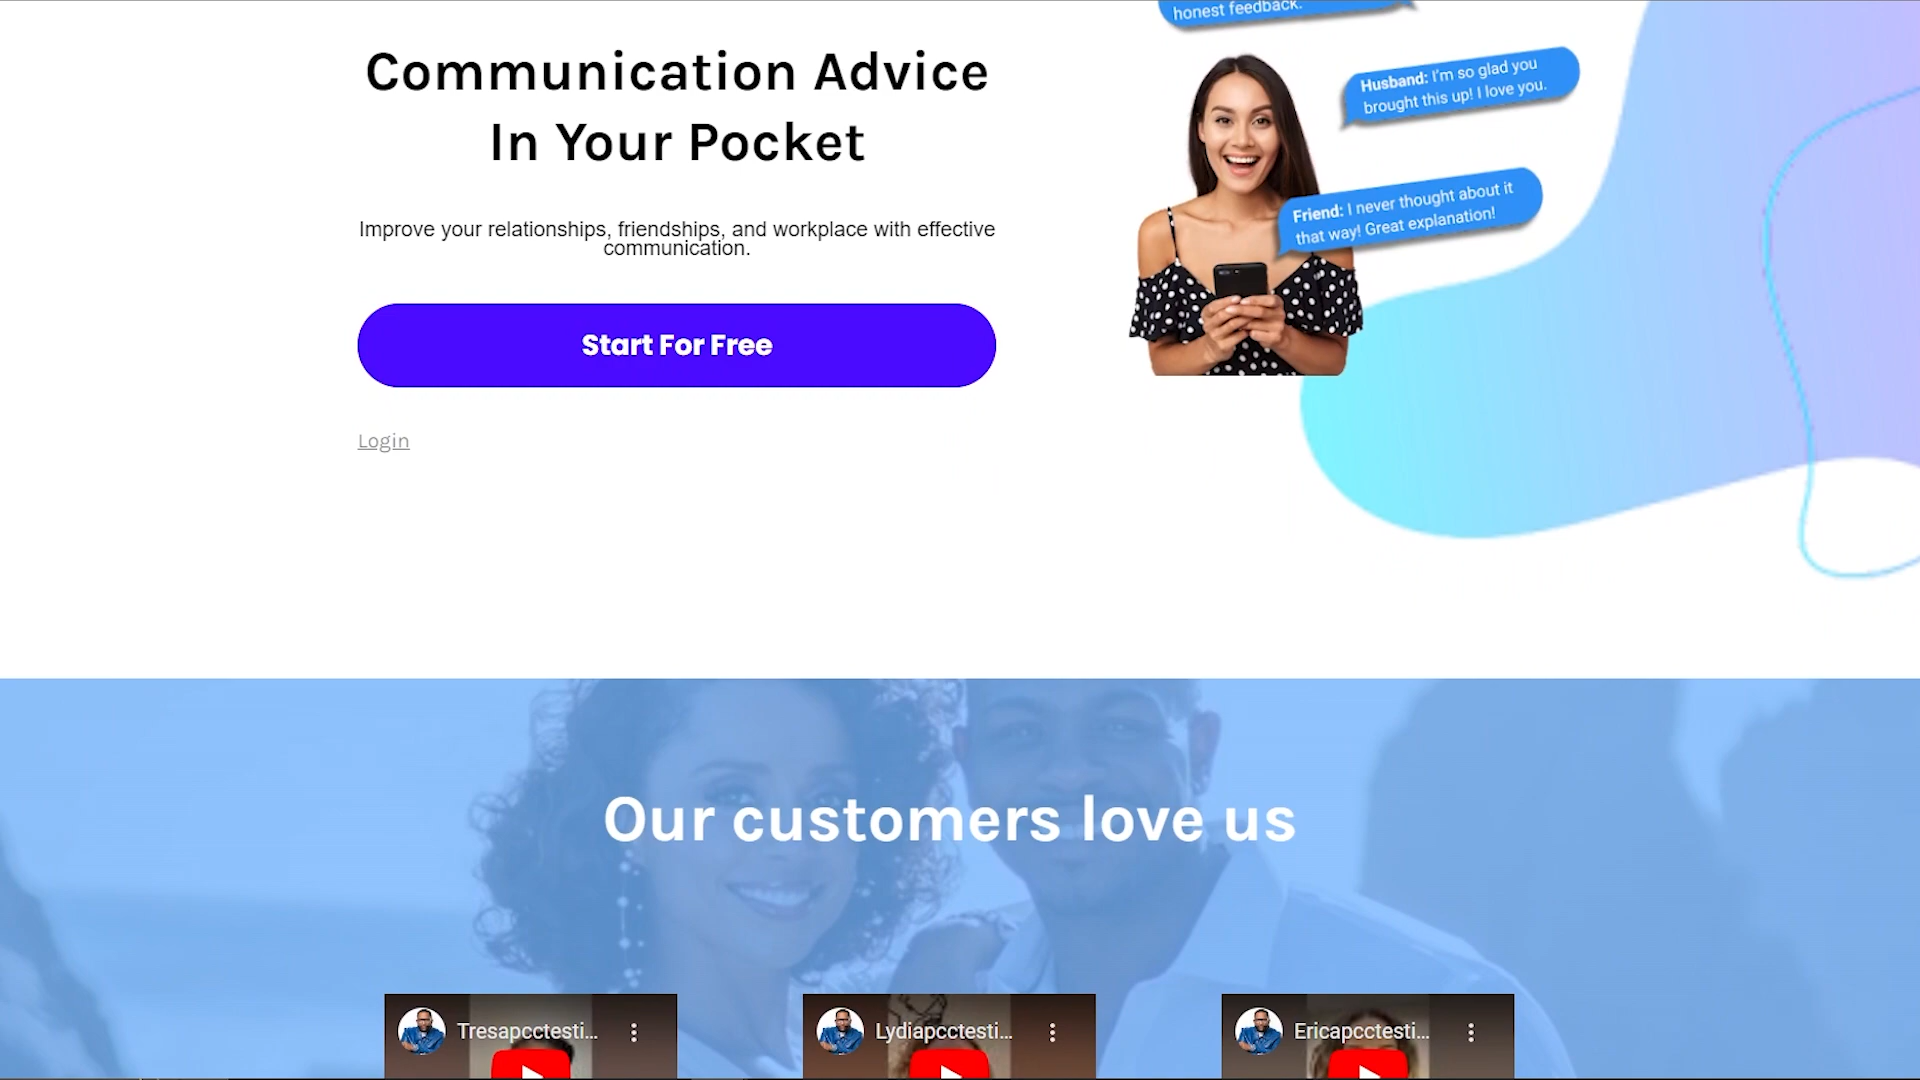 honest feedback.
Communication Advice
In Your Pocket
Husband: I'm so glad you
brought this up! I love you.
Friend: I never thought about it
that way! Great explanation!
Improve your relationships, friendships, and workplace with effective
communication.
Start For Free
Login
Our customers love us
Tresapcctesti...
Lydiapcctesti...
Ericapcctesti...